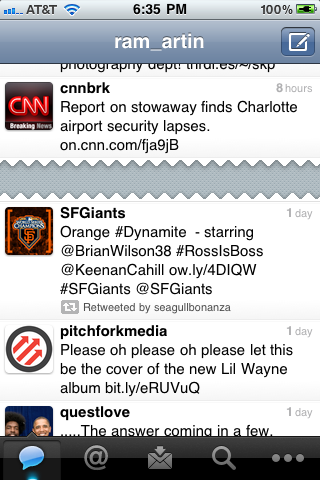 AT&T 6:35 PM 100%
ram_artin
photography dept! thrdl.es/~/skp
cnnbrk 8 hours
CNN
Breaking News
Report on stowaway finds Charlotte
airport security lapses.
on.cnn.com/fja9jB
SFGiants 1 day
Orange #Dynamite - starring
@BrianWilson38 #RossIsBoss
@KeenanCahill ow.ly/4DIQW
#SFGiants @SFGiants
Retweeted by seagullbonanza
pitchforkmedia 1 day
Please oh please oh please let this
be the cover of the new Lil Wayne
album bit.ly/eRUVuQ
questlove 1 day
.....The answer coming in a few.
@